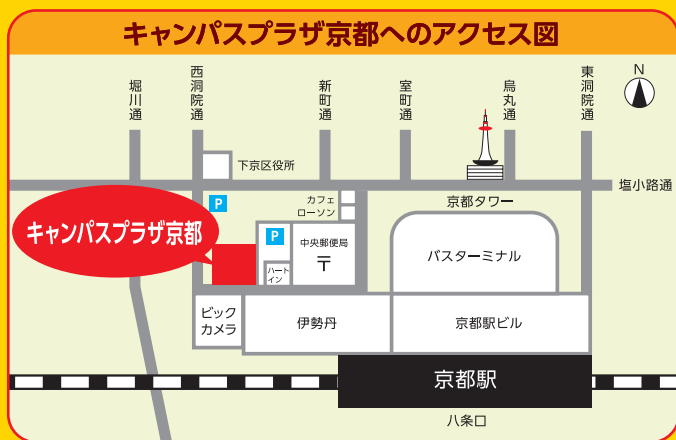 キャンパスプラザ京都へのアクセス図
堀川通
西洞院通
新町通
室町通
烏丸通
東洞院通
N
下京区役所
塩小路通
P
カフェ
ローソン
京都タワー
キャンパスプラザ京都
P
中央郵便局
〒
ハート
イン
バスターミナル
ビック
カメラ
伊勢丹
京都駅ビル
京都駅
八条口